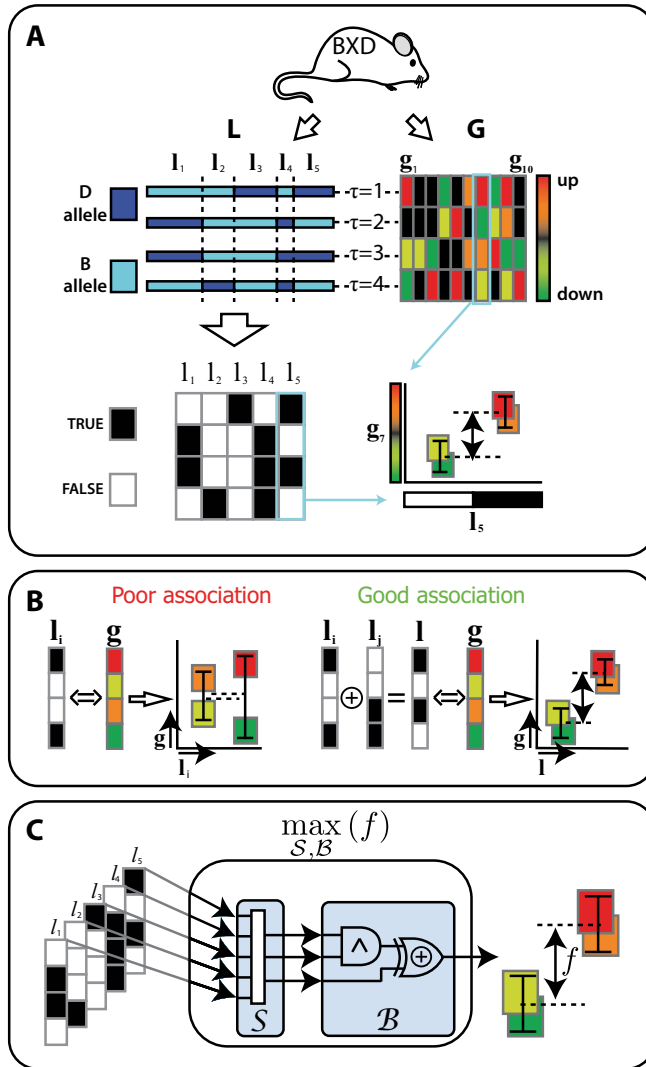 A
BXD
L
G
l₁ l₂ l₃ l₄ l₅
g₁ g₁₀
D
allele
B
allele
τ=1
τ=2
τ=3
τ=4
up
down
l₁ l₂ l₃ l₄ l₅
TRUE
FALSE
g₇
l₅
B
Poor association
Good association
lᵢ g
lᵢ lⱼ l g
⊕ =
g
lᵢ
g
l
C
max (f)
S,B
l₁ l₂ l₃ l₄ l₅
∧
⊕
S
B
f